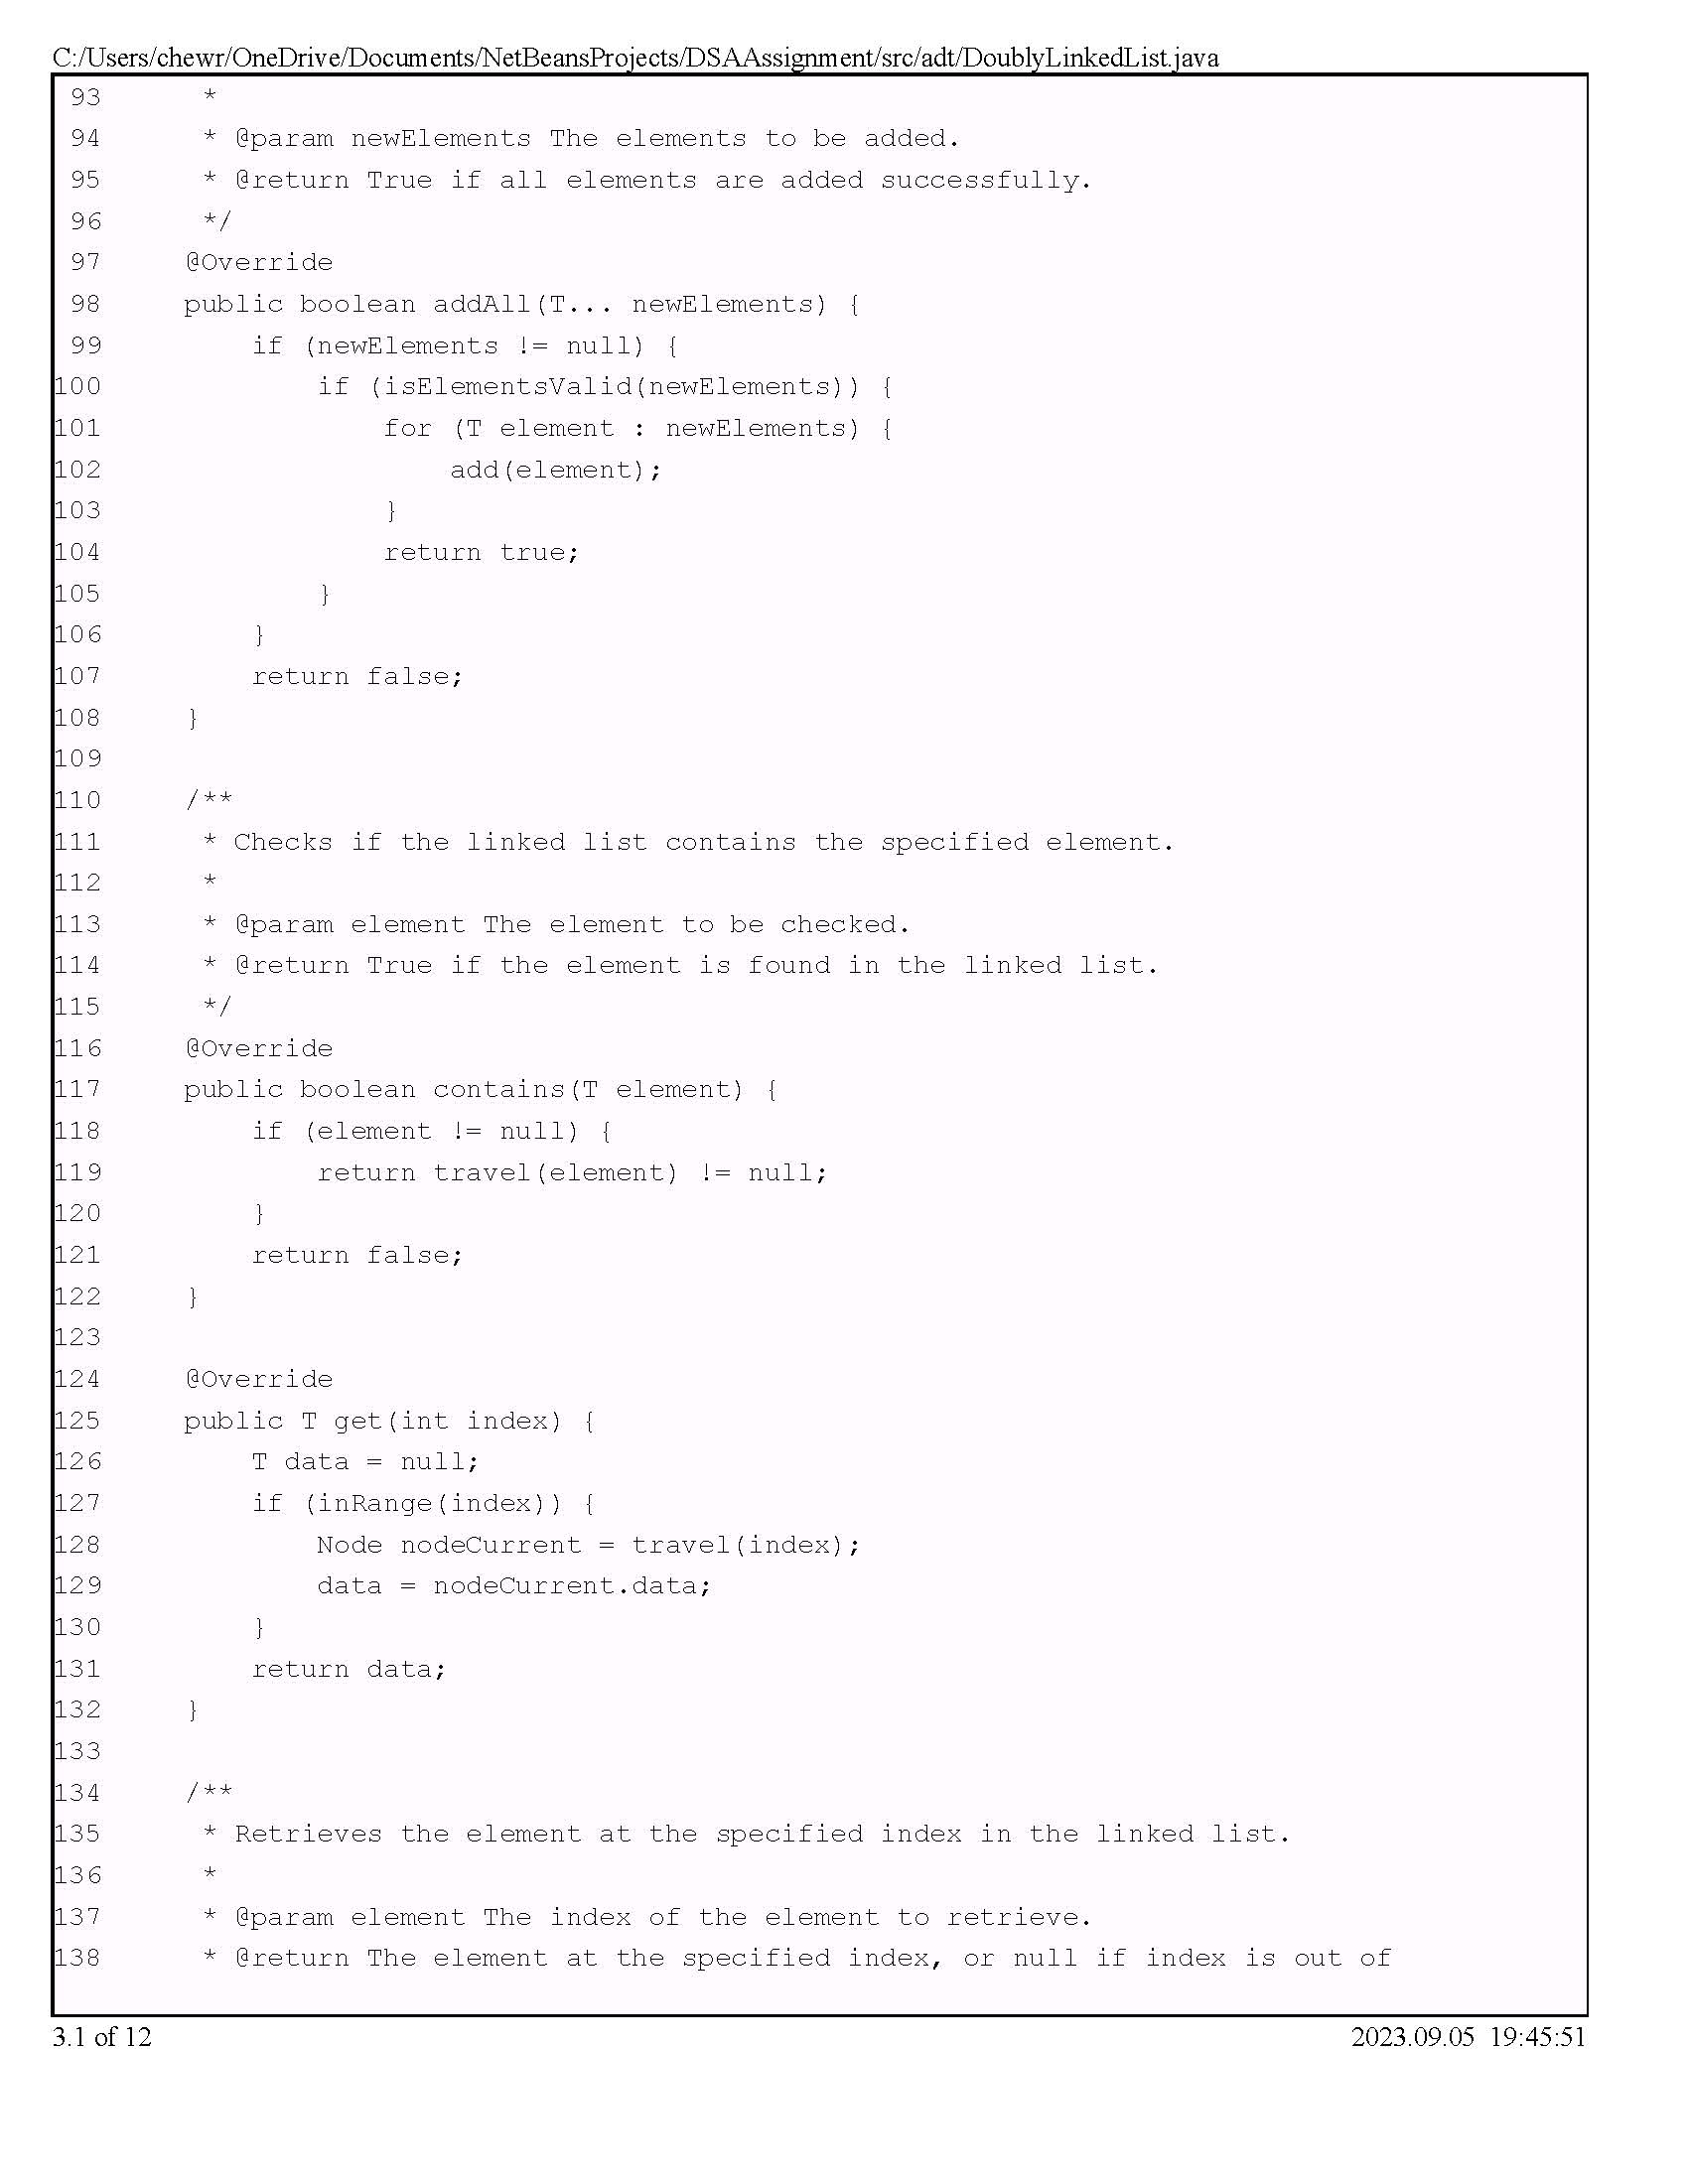 C:/Users/chewr/OneDrive/Documents/NetBeansProjects/DSAAssignment/src/adt/DoublyLinkedList.java
93      *
94      * @param newElements The elements to be added.
95      * @return True if all elements are added successfully.
96      */
97     @Override
98     public boolean addAll(T... newElements) {
99         if (newElements != null) {
100             if (isElementsValid(newElements)) {
101                 for (T element : newElements) {
102                     add(element);
103                 }
104                 return true;
105             }
106         }
107         return false;
108     }
109
110     /**
111      * Checks if the linked list contains the specified element.
112      *
113      * @param element The element to be checked.
114      * @return True if the element is found in the linked list.
115      */
116     @Override
117     public boolean contains(T element) {
118         if (element != null) {
119             return travel(element) != null;
120         }
121         return false;
122     }
123
124     @Override
125     public T get(int index) {
126         T data = null;
127         if (inRange(index)) {
128             Node nodeCurrent = travel(index);
129             data = nodeCurrent.data;
130         }
131         return data;
132     }
133
134     /**
135      * Retrieves the element at the specified index in the linked list.
136      *
137      * @param element The index of the element to retrieve.
138      * @return The element at the specified index, or null if index is out of
3.1 of 12
2023.09.05 19:45:51